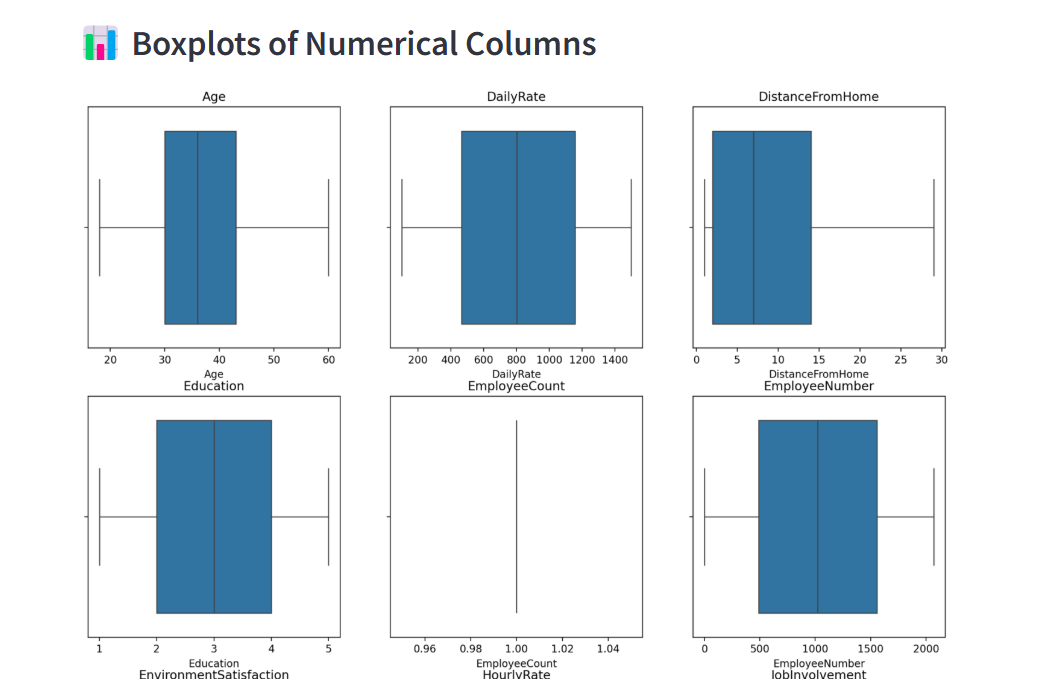 Boxplots of Numerical Columns
Age DailyRate DistanceFromHome
20 30 40 50 60 200 400 600 800 1000 1200 1400 0 5 10 15 20 25 30
Age DailyRate DistanceFromHome
Education EmployeeCount EmployeeNumber
1 2 3 4 5 0.96 0.98 1.00 1.02 1.04 0 500 1000 1500 2000
Education EmployeeCount EmployeeNumber
EnvironmentSatisfaction HourlyRate JobInvolvement